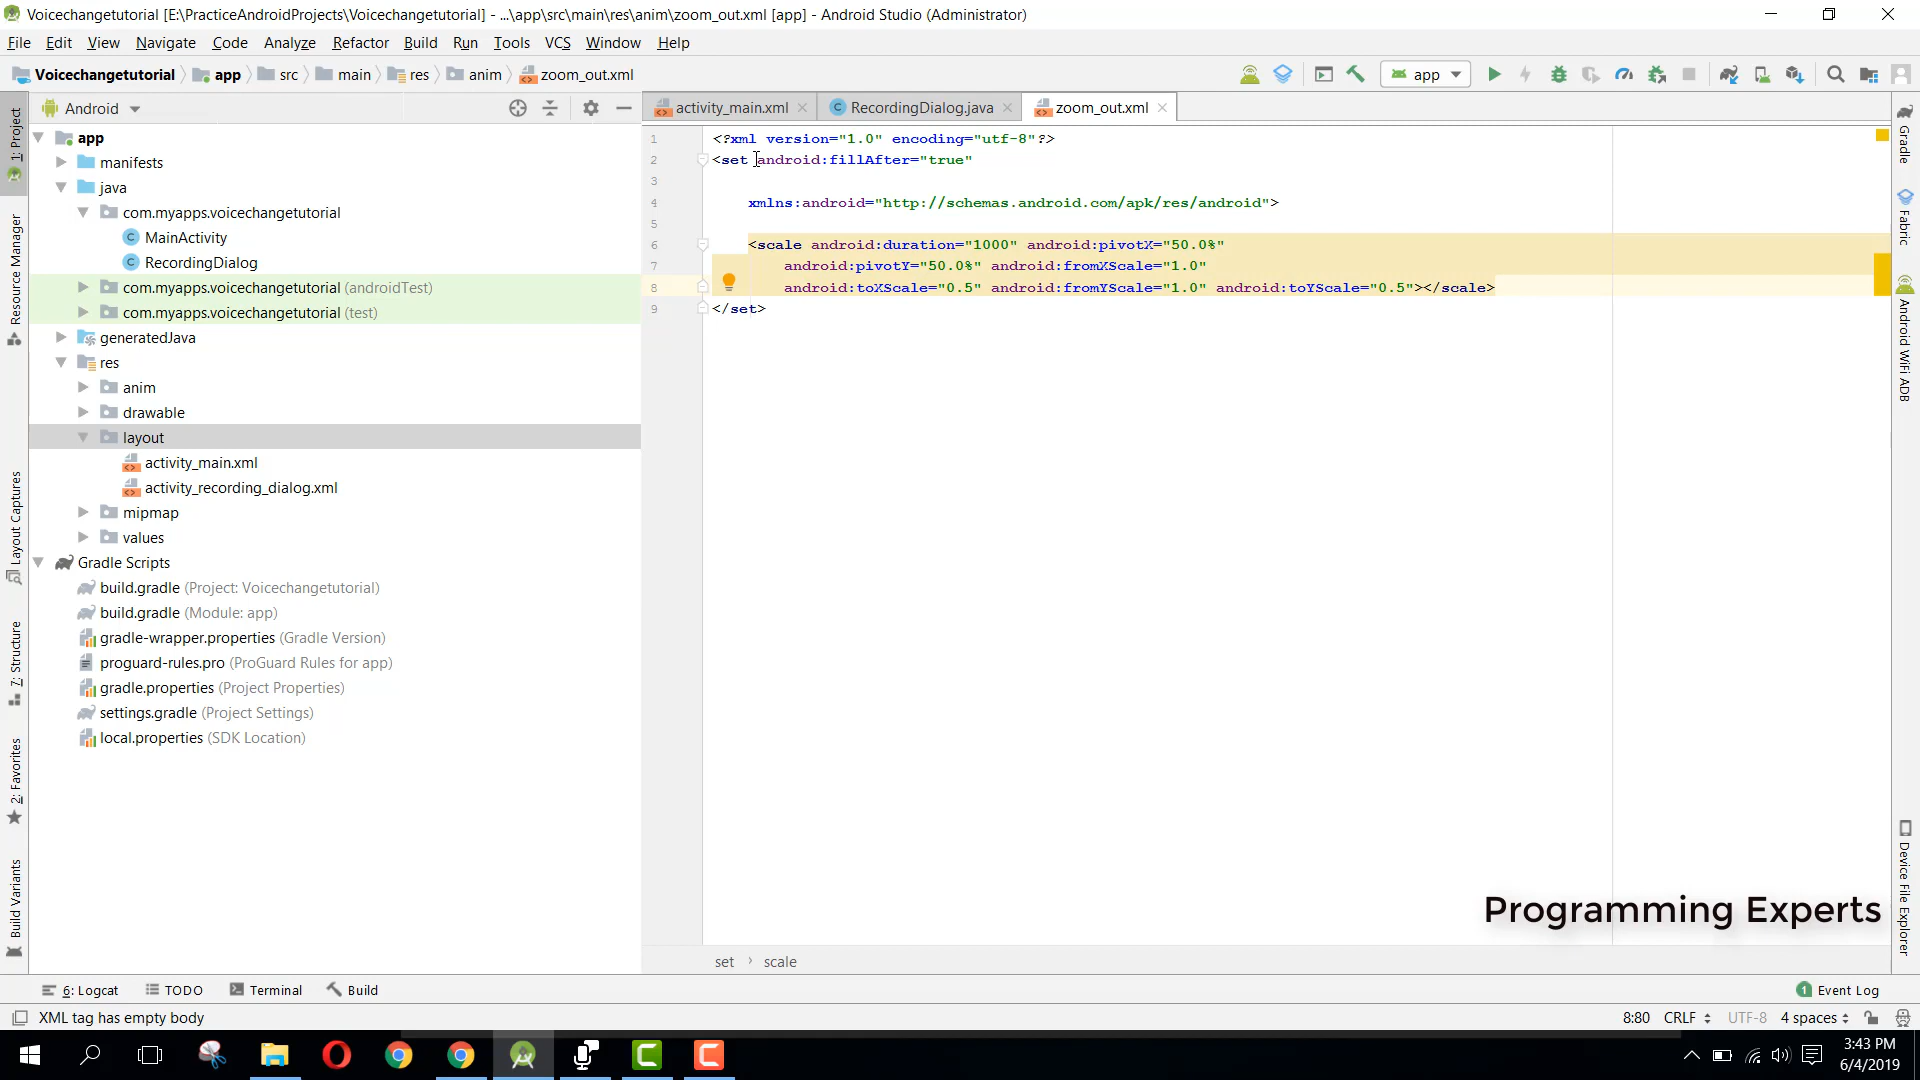 Voicechangetutorial [E:\PracticeAndroidProjects\Voicechangetutorial] - ...\app\src\main\res\anim\zoom_out.xml [app] - Android Studio (Administrator)
File Edit View Navigate Code Analyze Refactor Build Run Tools VCS Window Help
Voicechangetutorial app src main res anim zoom_out.xml app
Android
activity_main.xml RecordingDialog.java zoom_out.xml
app
manifests
java
com.myapps.voicechangetutorial
MainActivity
RecordingDialog
com.myapps.voicechangetutorial (androidTest)
com.myapps.voicechangetutorial (test)
generatedJava
res
anim
drawable
layout
activity_main.xml
activity_recording_dialog.xml
mipmap
values
Gradle Scripts
build.gradle (Project: Voicechangetutorial)
build.gradle (Module: app)
gradle-wrapper.properties (Gradle Version)
proguard-rules.pro (ProGuard Rules for app)
gradle.properties (Project Properties)
settings.gradle (Project Settings)
local.properties (SDK Location)
1 <?xml version="1.0" encoding="utf-8"?>
2 <set android:fillAfter="true"
3
4 xmlns:android="http://schemas.android.com/apk/res/android">
5
6 <scale android:duration="1000" android:pivotX="50.0%"
7 android:pivotY="50.0%" android:fromXScale="1.0"
8 android:toXScale="0.5" android:fromYScale="1.0" android:toYScale="0.5"></scale>
9 </set>
Programming Experts
set › scale
1: Project
Resource Manager
Layout Captures
7: Structure
2: Favorites
Build Variants
Gradle
Fabric
Android WiFi ADB
Device File Explorer
6: Logcat TODO Terminal Build 1 Event Log
XML tag has empty body 8:80 CRLF UTF-8 4 spaces
3:43 PM
6/4/2019